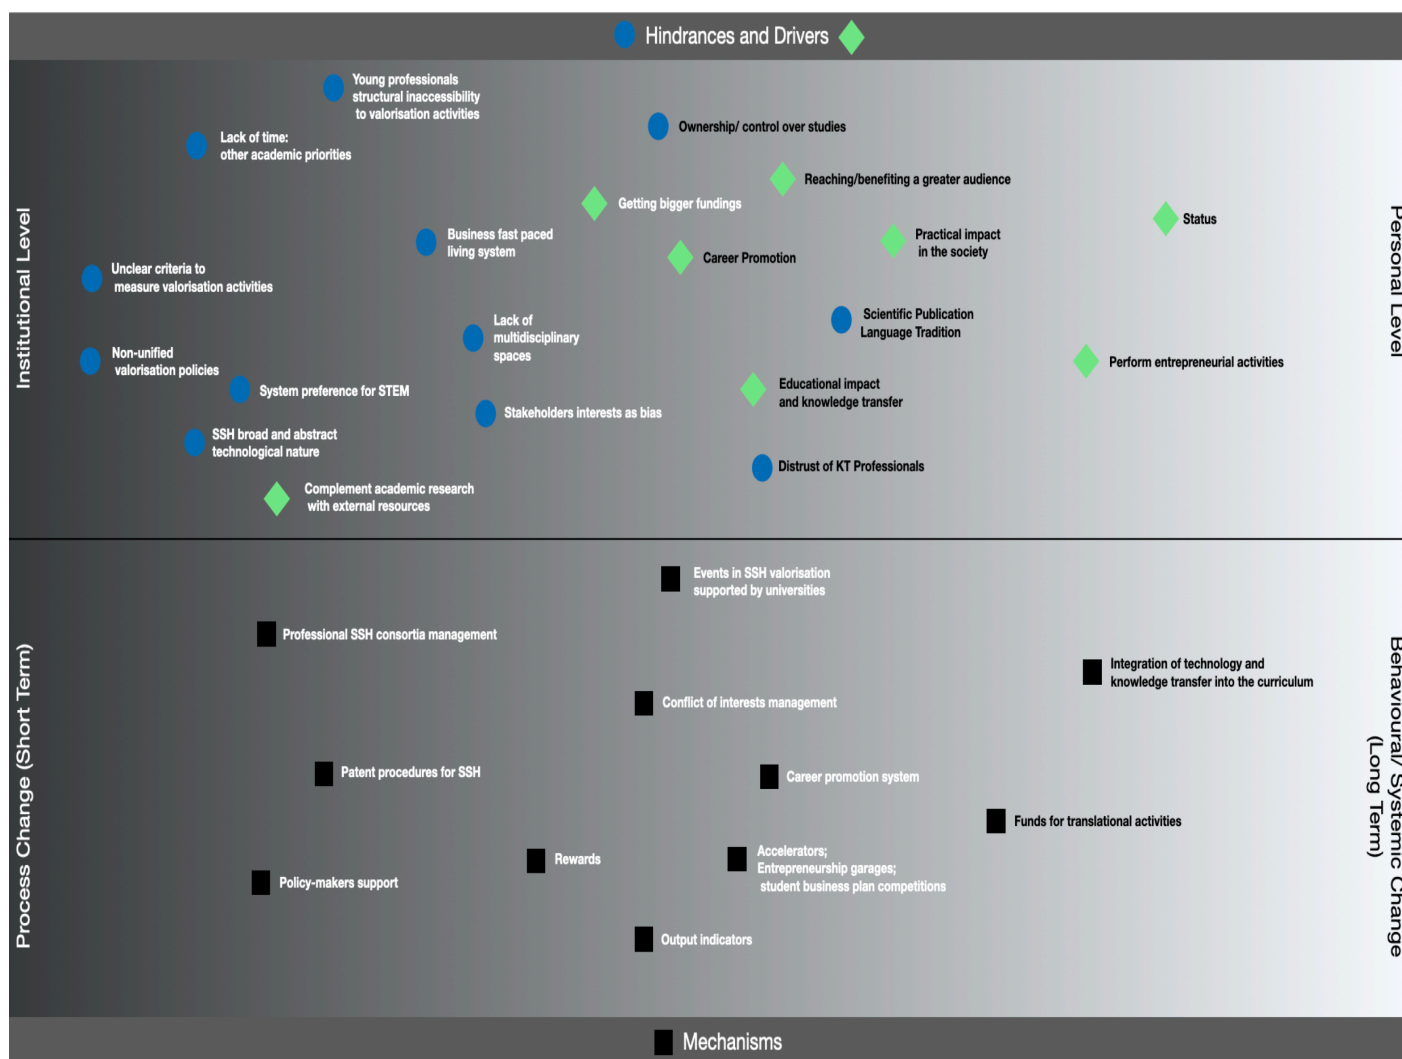 Hindrances and Drivers
Young professionals
structural inaccessibility
to valorisation activities
Lack of time:
other academic priorities
Ownership/ control over studies
Reaching/benefiting a greater audience
Getting bigger fundings
Status
Business fast paced
living system
Practical impact
in the society
Career Promotion
Unclear criteria to
measure valorisation activities
Institutional Level
Personal Level
Lack of
multidisciplinary
spaces
Scientific Publication
Language Tradition
Non-unified
valorisation policies
Perform entrepreneurial activities
System preference for STEM
Educational impact
and knowledge transfer
Stakeholders interests as bias
SSH broad and abstract
technological nature
Distrust of KT Professionals
Complement academic research
with external resources
Events in SSH valorisation
supported by universities
Professional SSH consortia management
Integration of technology and
knowledge transfer into the curriculum
Conflict of interests management
Process Change (Short Term)
Behavioural/ Systemic Change
(Long Term)
Patent procedures for SSH
Career promotion system
Funds for translational activities
Rewards
Accelerators;
Entrepreneurship garages;
student business plan competitions
Policy-makers support
Output indicators
Mechanisms